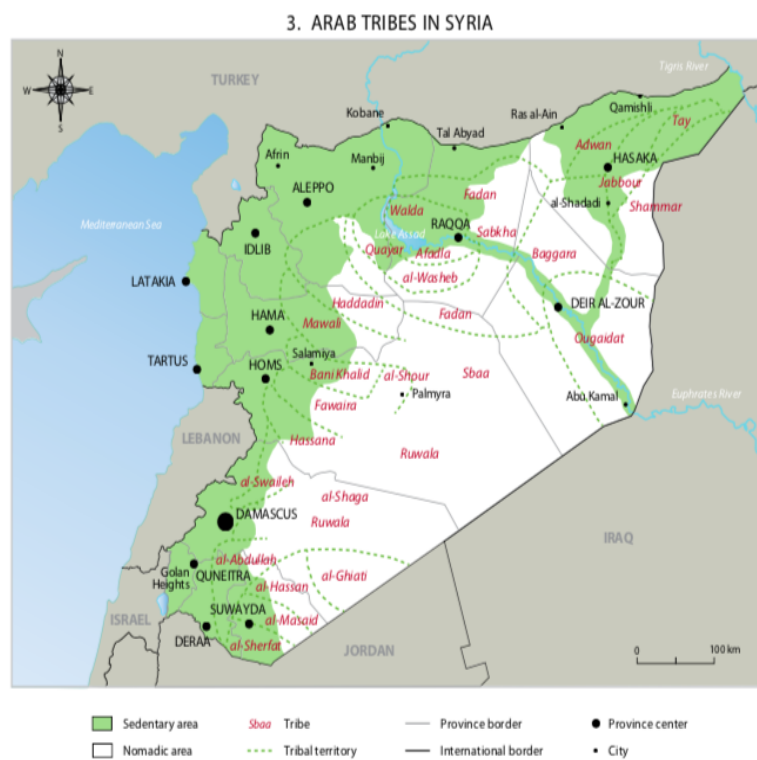 3. ARAB TRIBES IN SYRIA
N
W
E
S
TURKEY
Tigris River
Kobane
Ras al-Ain
Qamishli
Tal Abyad
Tay
Afrin
Manbij
Adwan
HASAKA
ALEPPO
Jabbour
Fadan
al-Shadadi
Shammar
Walda
Mediterranean Sea
RAQQA
Sabkha
Lake Assad
IDLIB
Quayar
Afadla
Baggara
al-Washeb
LATAKIA
Haddadin
DEIR AL-ZOUR
HAMA
Mawali
Fadan
Ougaidat
Salamiya
TARTUS
HOMS
Bani Khalid
al-Shour
Sbaa
Palmyra
Abu Kamal
Euphrates River
Fawaira
LEBANON
Hassana
Ruwala
al-Swaileh
al-Shaga
DAMASCUS
Ruwala
IRAQ
al-Abdullah
Golan
Heights
QUNEITRA
al-Ghiati
al-Hassan
SUWAYDA
ISRAEL
al-Masaid
DERAA
al-Sherfat
JORDAN
0
100 km
Sedentary area
Sbaa
Tribe
Province border
Province center
Nomadic area
Tribal territory
International border
City